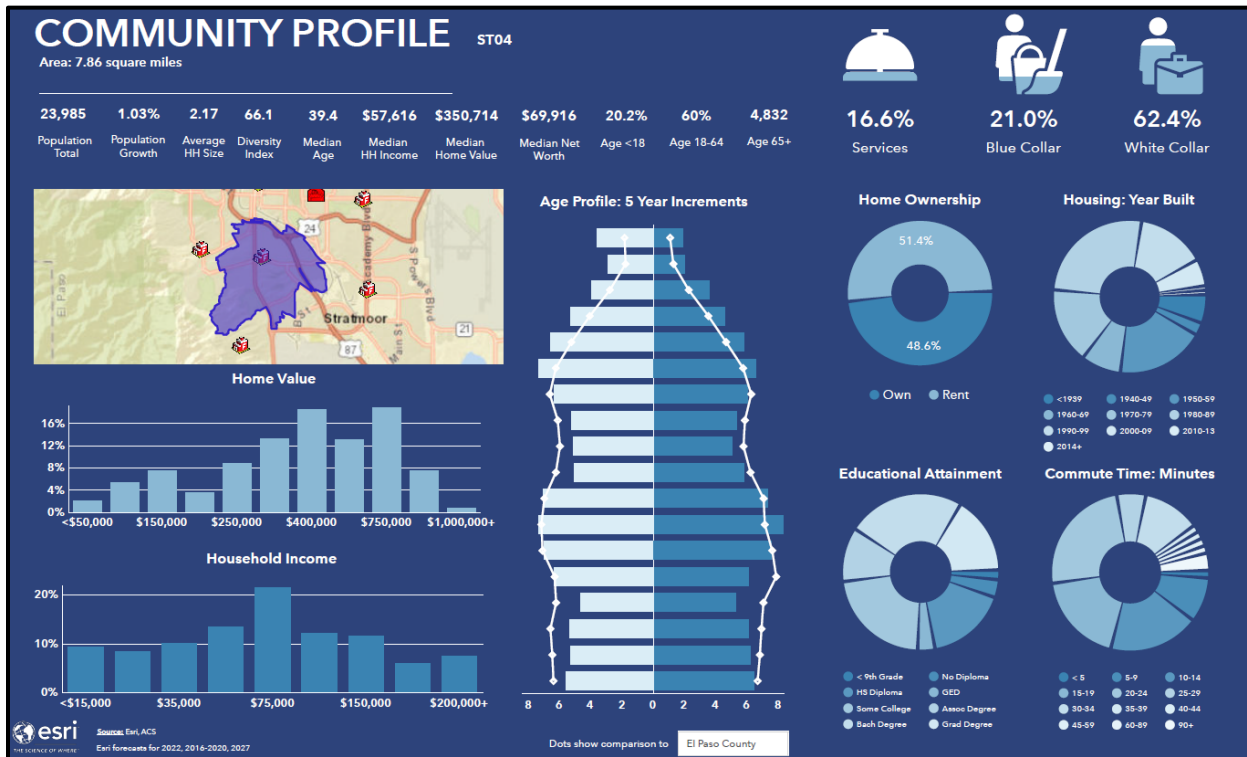 COMMUNITY PROFILE ST04
Area: 7.86 square miles
23,985
Population
Total
1.03%
Population
Growth
2.17
Average
HH Size
66.1
Diversity
Index
39.4
Median
Age
$57,616
Median
HH Income
$350,714
Median
Home Value
$69,916
Median Net
Worth
20.2%
Age <18
60%
Age 18-64
4,832
Age 65+
16.6%
Services
21.0%
Blue Collar
62.4%
White Collar
El Paso
24
Academy Blvd
S Powers Blvd
B St
Stratmoor
Main St
87
21
Home Value
16%
12%
8%
4%
0%
<$50,000 $150,000 $250,000 $400,000 $750,000 $1,000,000+
Household Income
20%
10%
0%
<$15,000 $35,000 $75,000 $150,000 $200,000+
Age Profile: 5 Year Increments
8 6 4 2 0 2 4 6 8
Dots show comparison to El Paso County
Home Ownership
51.4%
48.6%
Own Rent
Housing: Year Built
<1939 1940-49 1950-59
1960-69 1970-79 1980-89
1990-99 2000-09 2010-13
2014+
Educational Attainment
< 9th Grade No Diploma
HS Diploma GED
Some College Assoc Degree
Bach Degree Grad Degree
Commute Time: Minutes
< 5 5-9 10-14
15-19 20-24 25-29
30-34 35-39 40-44
45-59 60-89 90+
esri
THE SCIENCE OF WHERE
Source: Esri, ACS
Esri forecasts for 2022, 2016-2020, 2027